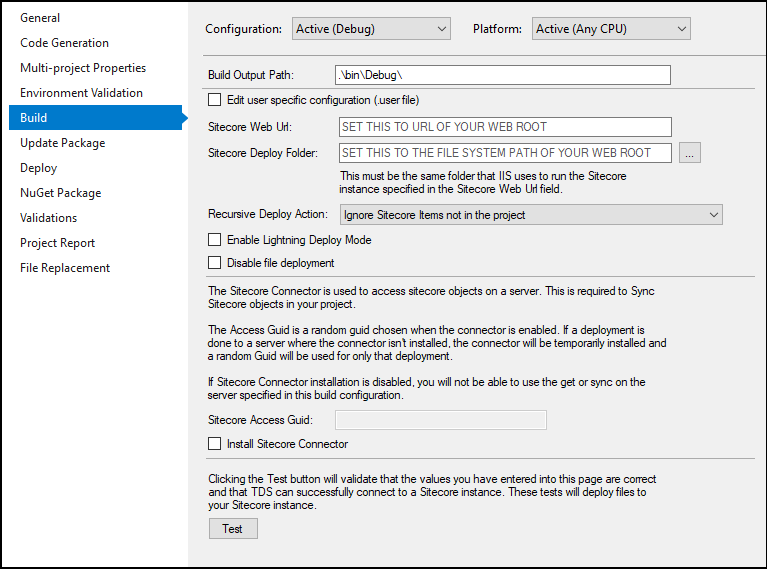 General
Code Generation
Multi-project Properties
Environment Validation
Build
Update Package
Deploy
NuGet Package
Validations
Project Report
File Replacement
Configuration: Active (Debug) Platform: Active (Any CPU)
Build Output Path: .\bin\Debug\
Edit user specific configuration (.user file)
Sitecore Web Url: SET THIS TO URL OF YOUR WEB ROOT
Sitecore Deploy Folder: SET THIS TO THE FILE SYSTEM PATH OF YOUR WEB ROOT ...
This must be the same folder that IIS uses to run the Sitecore
instance specified in the Sitecore Web Url field.
Recursive Deploy Action: Ignore Sitecore Items not in the project
Enable Lightning Deploy Mode
Disable file deployment
The Sitecore Connector is used to access sitecore objects on a server. This is required to Sync
Sitecore objects in your project.
The Access Guid is a random guid chosen when the connector is enabled. If a deployment is
done to a server where the connector isn't installed, the connector will be temporarily installed and
a random Guid will be used for only that deployment.
If Sitecore Connector installation is disabled, you will not be able to use the get or sync on the
server specified in this build configuration.
Sitecore Access Guid:
Install Sitecore Connector
Clicking the Test button will validate that the values you have entered into this page are correct
and that TDS can successfully connect to a Sitecore instance. These tests will deploy files to
your Sitecore instance.
Test